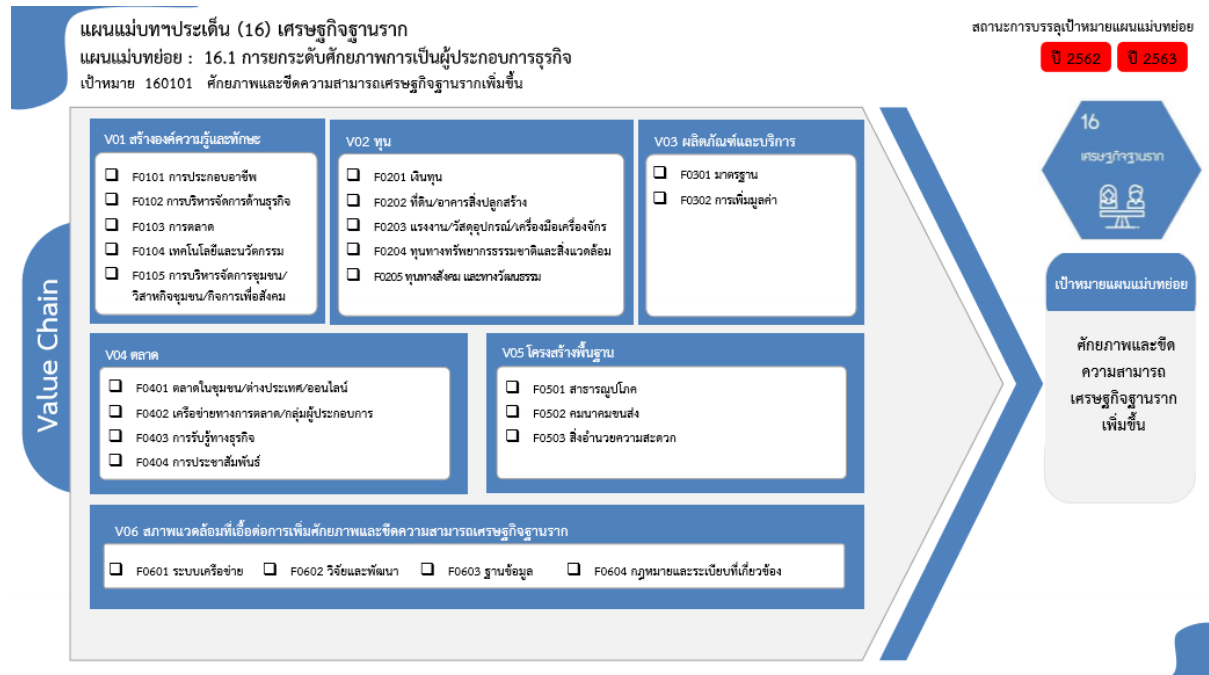 แผนแม่บทฯประเด็น (16) เศรษฐกิจฐานราก
แผนแม่บทย่อย : 16.1 การยกระดับศักยภาพการเป็นผู้ประกอบการธุรกิจ
เป้าหมาย 160101 ศักยภาพและขีดความสามารถเศรษฐกิจฐานรากเพิ่มขึ้น
สถานะการบรรลุเป้าหมายแผนแม่บทย่อย
ปี 2562 ปี 2563
Value Chain
V01 สร้างองค์ความรู้และทักษะ
F0101 การประกอบอาชีพ
F0102 การบริหารจัดการด้านธุรกิจ
F0103 การตลาด
F0104 เทคโนโลยีและนวัตกรรม
F0105 การบริหารจัดการชุมชน/
วิสาหกิจชุมชน/กิจการเพื่อสังคม
V02 ทุน
F0201 เงินทุน
F0202 ที่ดิน/อาคารสิ่งปลูกสร้าง
F0203 แรงงาน/วัสดุอุปกรณ์/เครื่องมือเครื่องจักร
F0204 ทุนทางทรัพยากรธรรมชาติและสิ่งแวดล้อม
F0205 ทุนทางสังคม และทางวัฒนธรรม
V03 ผลิตภัณฑ์และบริการ
F0301 มาตรฐาน
F0302 การเพิ่มมูลค่า
V04 ตลาด
F0401 ตลาดในชุมชน/ต่างประเทศ/ออนไลน์
F0402 เครือข่ายทางการตลาด/กลุ่มผู้ประกอบการ
F0403 การรับรู้ทางธุรกิจ
F0404 การประชาสัมพันธ์
V05 โครงสร้างพื้นฐาน
F0501 สาธารณูปโภค
F0502 คมนาคมขนส่ง
F0503 สิ่งอำนวยความสะดวก
V06 สภาพแวดล้อมที่เอื้อต่อการเพิ่มศักยภาพและขีดความสามารถเศรษฐกิจฐานราก
F0601 ระบบเครือข่าย F0602 วิจัยและพัฒนา F0603 ฐานข้อมูล F0604 กฎหมายและระเบียบที่เกี่ยวข้อง
16
เศรษฐกิจฐานราก
เป้าหมายแผนแม่บทย่อย
ศักยภาพและขีด
ความสามารถ
เศรษฐกิจฐานราก
เพิ่มขึ้น